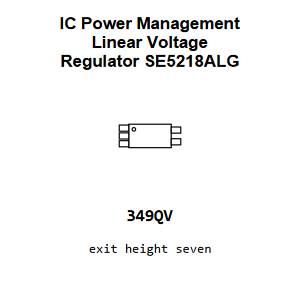 IC Power Management
Linear Voltage
Regulator SE5218ALG
349QV
exit height seven